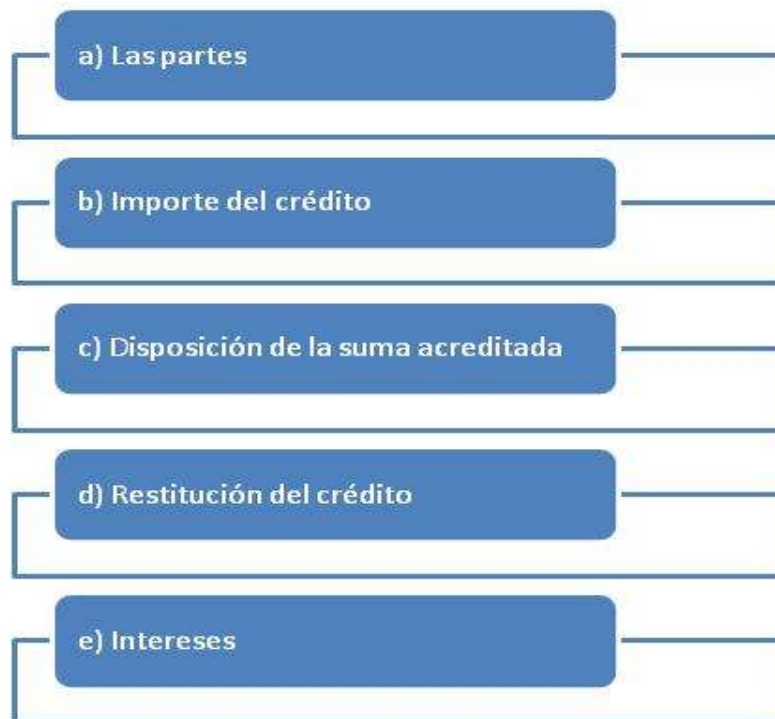 a) Las partes
b) Importe del crédito
c) Disposición de la suma acreditada
d) Restitución del crédito
e) Intereses